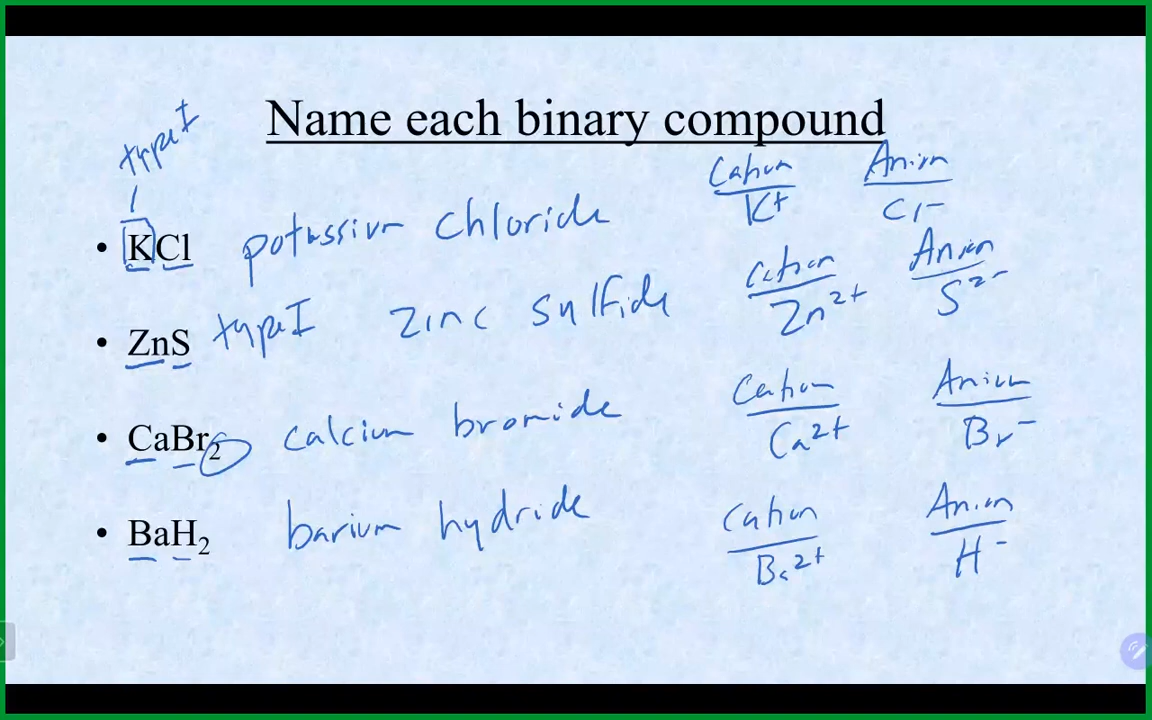 Name each binary compound
type I
Cation Anion
K+ Cl-
• KCl potassium chloride
Cation Anion
Zn2+ S2-
• ZnS type I zinc sulfide
Cation Anion
Ca2+ Br-
• CaBr2 calcium bromide
Cation Anion
Ba2+ H-
• BaH2 barium hydride